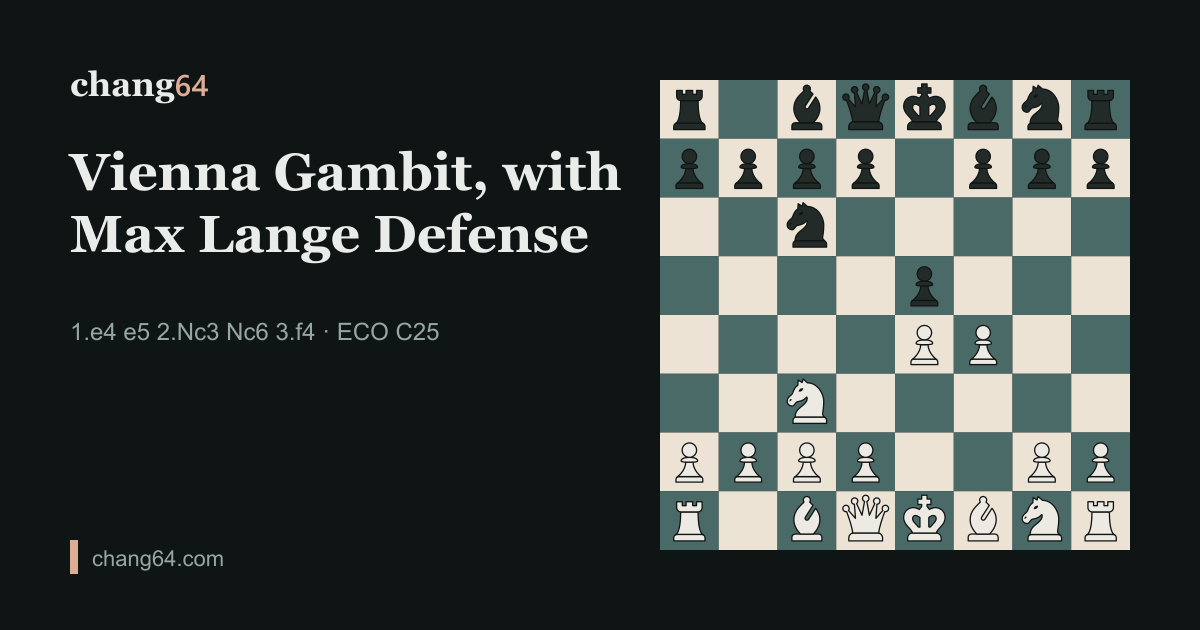 chang64
Vienna Gambit, with
Max Lange Defense
1.e4 e5 2.Nc3 Nc6 3.f4 · ECO C25
chang64.com